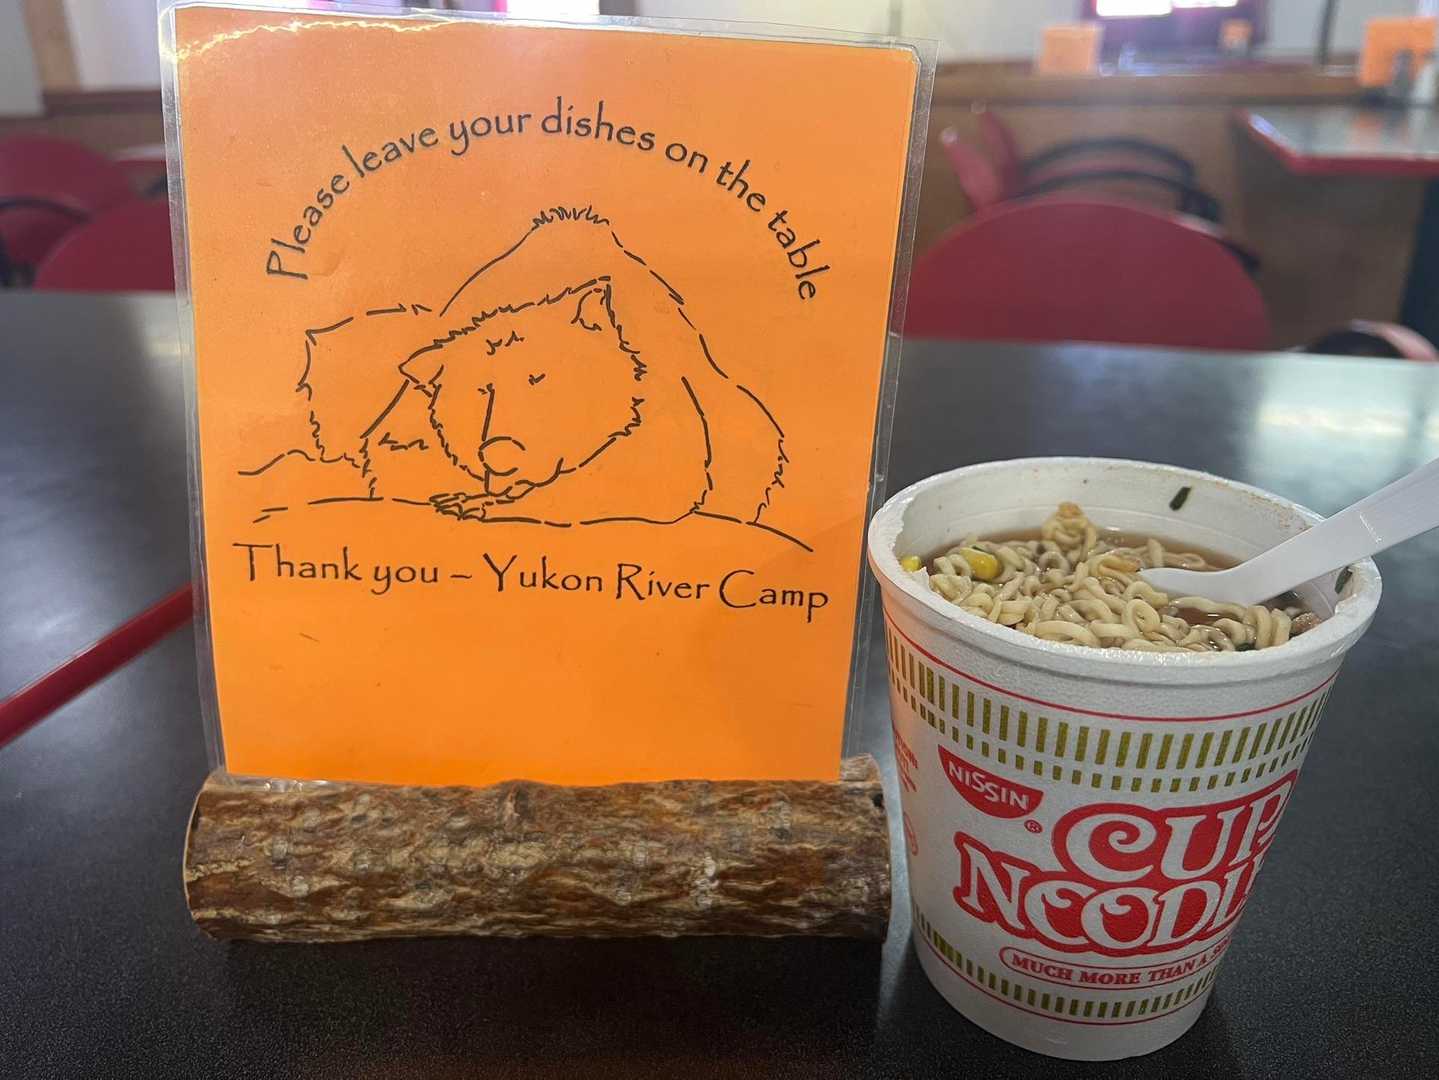 Please leave your dishes on the table
Thank you – Yukon River Camp
NISSIN
®
CUP
NOODL
MUCH MORE THAN A